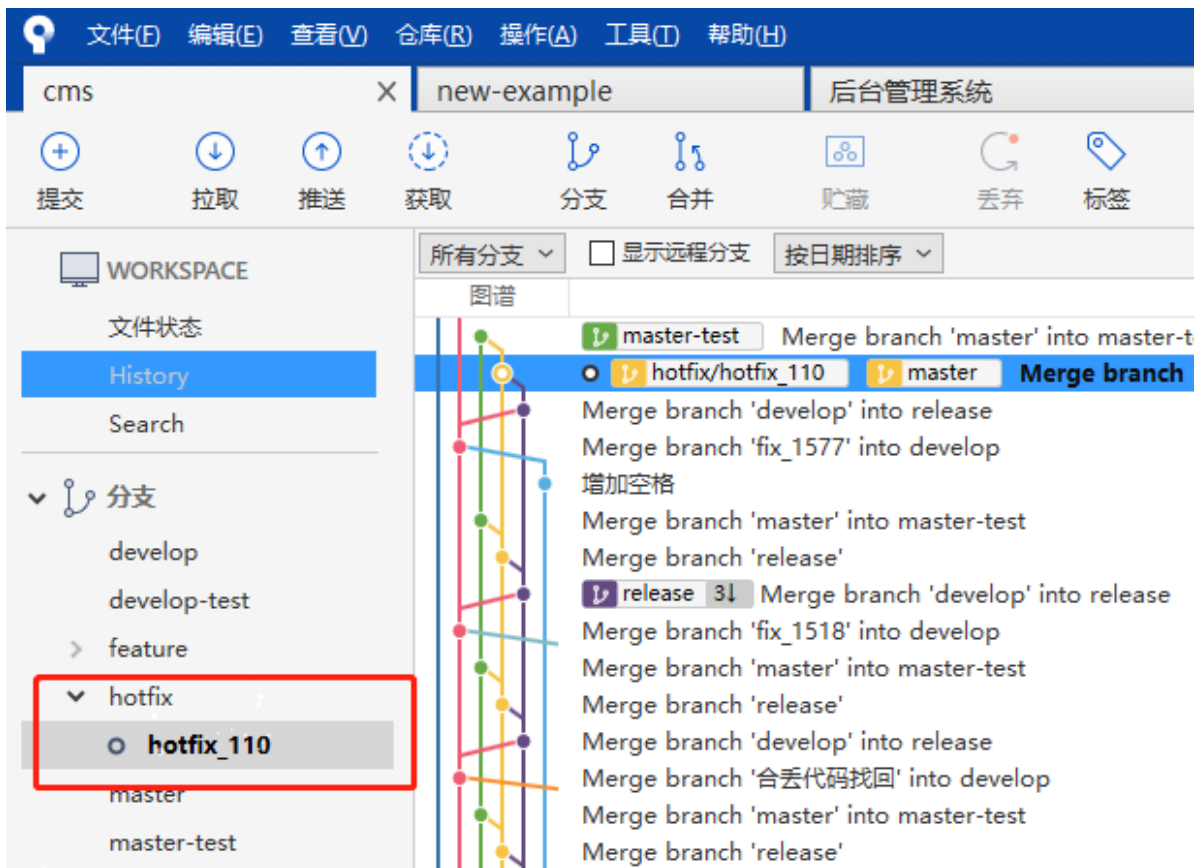 文件(F) 编辑(E) 查看(V) 仓库(R) 操作(A) 工具(T) 帮助(H)
cms new-example 后台管理系统
提交 拉取 推送 获取 分支 合并 贮藏 丢弃 标签
WORKSPACE
文件状态
History
Search
分支
develop
develop-test
feature
hotfix
hotfix_110
master
master-test
所有分支 显示远程分支 按日期排序
图谱
master-test Merge branch 'master' into master-t
hotfix/hotfix_110 master Merge branch
Merge branch 'develop' into release
Merge branch 'fix_1577' into develop
增加空格
Merge branch 'master' into master-test
Merge branch 'release'
release 3↓ Merge branch 'develop' into release
Merge branch 'fix_1518' into develop
Merge branch 'master' into master-test
Merge branch 'release'
Merge branch 'develop' into release
Merge branch '合丢代码找回' into develop
Merge branch 'master' into master-test
Merge branch 'release'